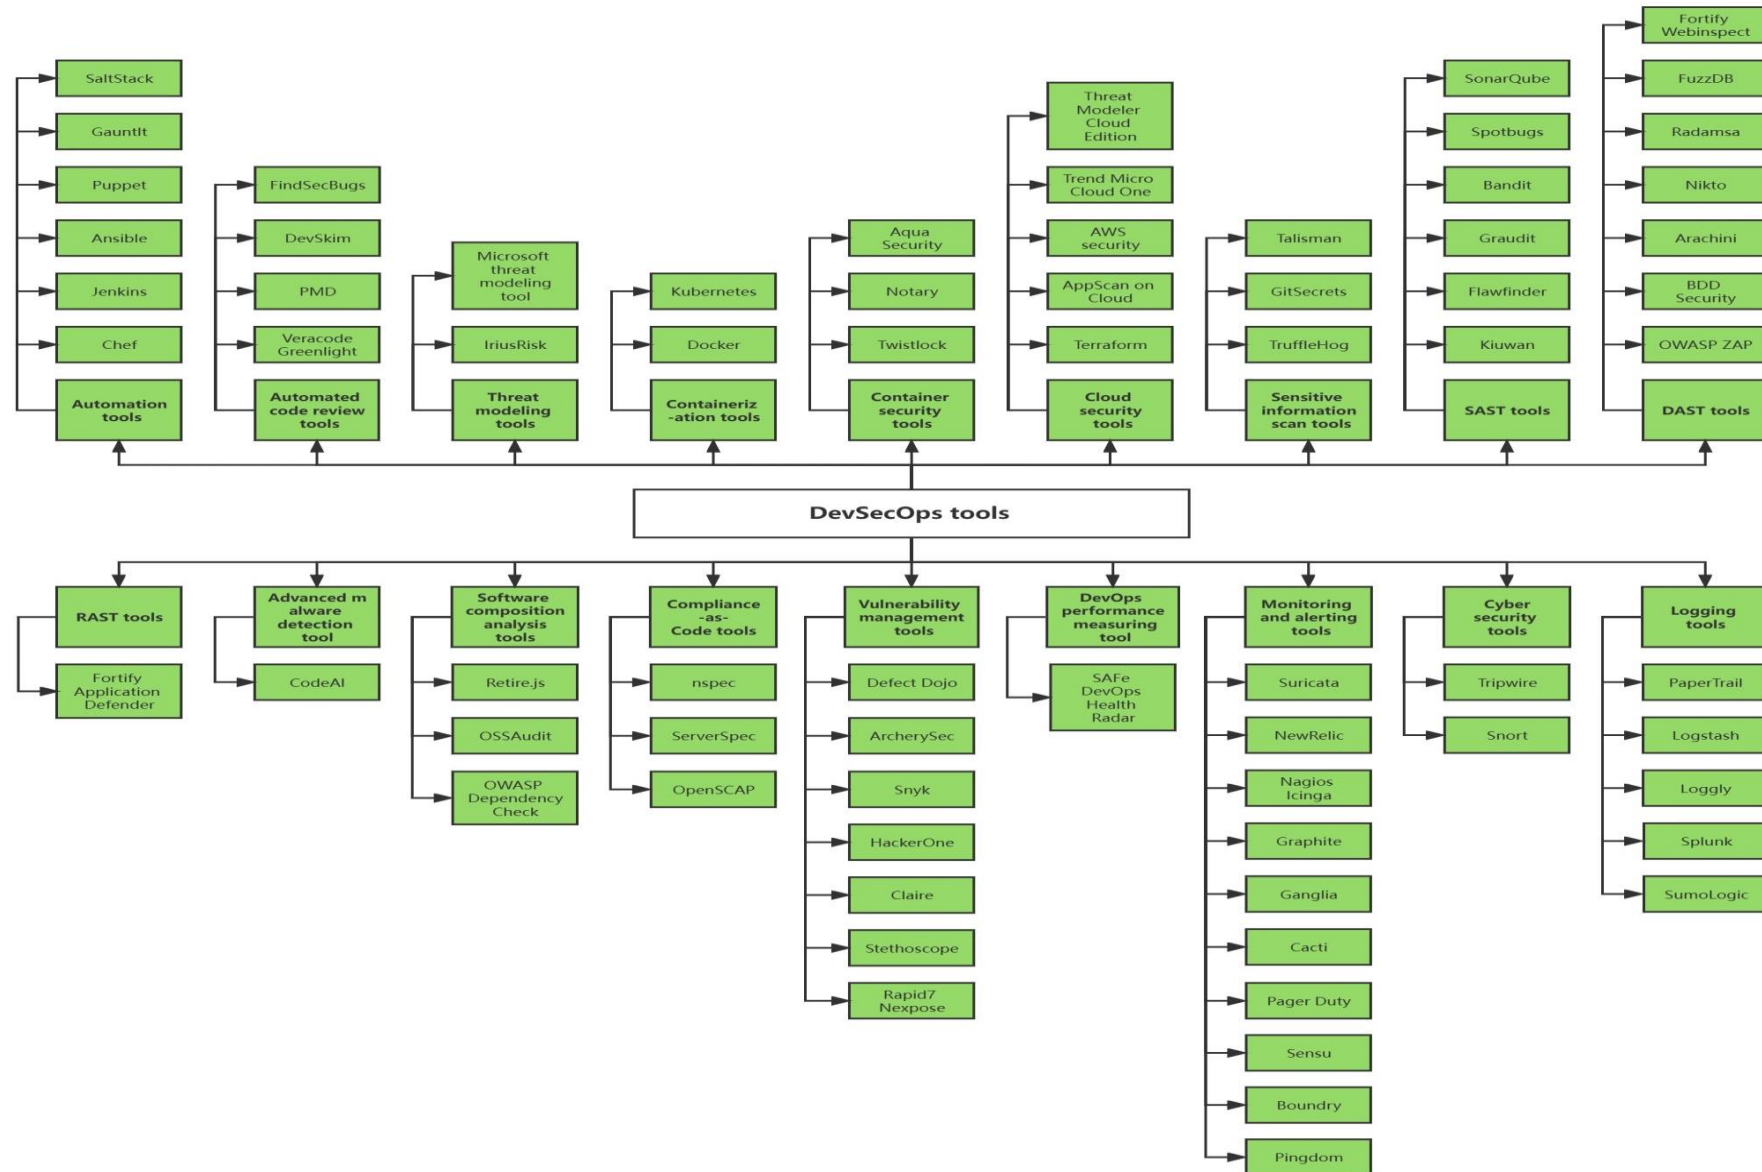 SaltStack
Gauntlt
Puppet
Ansible
Jenkins
Chef
Automation
tools
FindSecBugs
DevSkim
PMD
Veracode
Greenlight
Automated
code review
tools
Microsoft
threat
modeling
tool
IriusRisk
Threat
modeling
tools
Kubernetes
Docker
Containeriz
-ation tools
Aqua
Security
Notary
Twistlock
Container
security
tools
Threat
Modeler
Cloud
Edition
Trend Micro
Cloud One
AWS
security
AppScan on
Cloud
Terraform
Cloud
security
tools
Talisman
GitSecrets
TruffleHog
Sensitive
information
scan tools
SonarQube
Spotbugs
Bandit
Graudit
Flawfinder
Kiuwan
SAST tools
Fortify
Webinspect
FuzzDB
Radamsa
Nikto
Arachini
BDD
Security
OWASP ZAP
DAST tools
DevSecOps tools
RAST tools
Fortify
Application
Defender
Advanced m
alware
detection
tool
CodeAI
Software
composition
analysis
tools
Retire.js
OSSAudit
OWASP
Dependency
Check
Compliance
-as-
Code tools
nspec
ServerSpec
OpenSCAP
Vulnerability
management
tools
Defect Dojo
ArcherySec
Snyk
HackerOne
Claire
Stethoscope
Rapid7
Nexpose
DevOps
performance
measuring
tool
SAFe
DevOps
Health
Radar
Monitoring
and alerting
tools
Suricata
NewRelic
Nagios
Icinga
Graphite
Ganglia
Cacti
Pager Duty
Sensu
Boundry
Pingdom
Cyber
security
tools
Tripwire
Snort
Logging
tools
PaperTrail
Logstash
Loggly
Splunk
SumoLogic